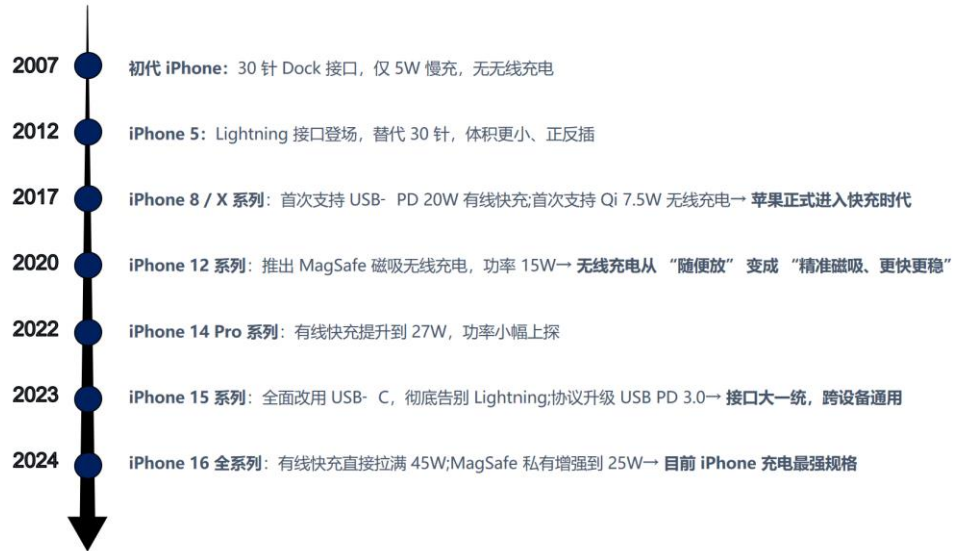 2007 初代 iPhone：30 针 Dock 接口，仅 5W 慢充，无无线充电
2012 iPhone 5：Lightning 接口登场，替代 30 针，体积更小、正反插
2017 iPhone 8 / X 系列：首次支持 USB- PD 20W 有线快充;首次支持 Qi 7.5W 无线充电→ 苹果正式进入快充时代
2020 iPhone 12 系列：推出 MagSafe 磁吸无线充电，功率 15W→ 无线充电从 “随便放” 变成 “精准磁吸、更快更稳”
2022 iPhone 14 Pro 系列：有线快充提升到 27W，功率小幅上探
2023 iPhone 15 系列：全面改用 USB- C，彻底告别 Lightning;协议升级 USB PD 3.0→ 接口大一统，跨设备通用
2024 iPhone 16 全系列：有线快充直接拉满 45W;MagSafe 私有增强到 25W→ 目前 iPhone 充电最强规格